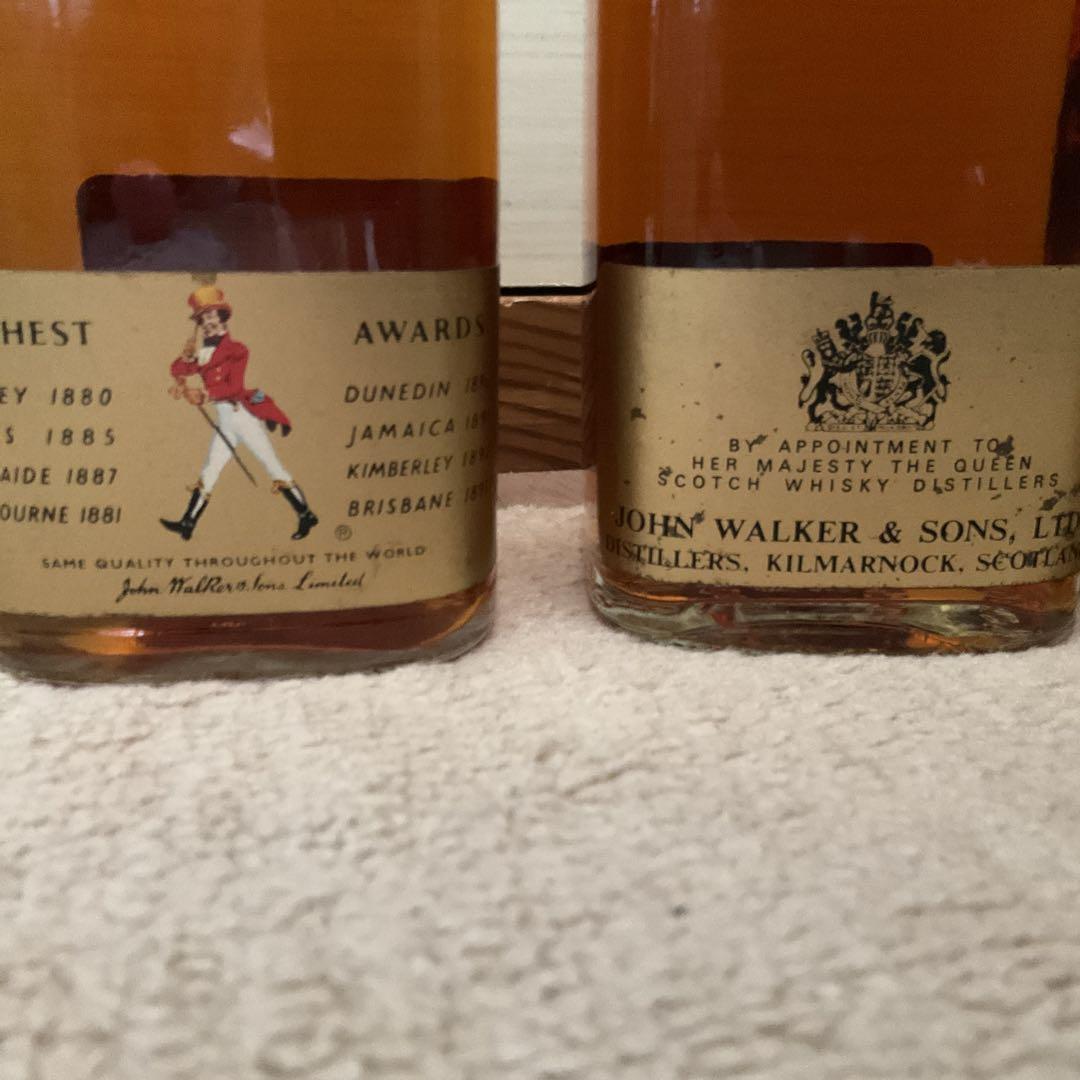 HEST AWARDS
EY 1880 DUNEDIN
S 1885 JAMAICA
AIDE 1887 KIMBERLEY
OURNE 1881 BRISBANE
®
SAME QUALITY THROUGHOUT THE WORLD
John Walker & Sons Limited
BY APPOINTMENT TO
HER MAJESTY THE QUEEN
SCOTCH WHISKY DISTILLERS
JOHN WALKER & SONS, LTD
DISTILLERS, KILMARNOCK, SCOTLAN